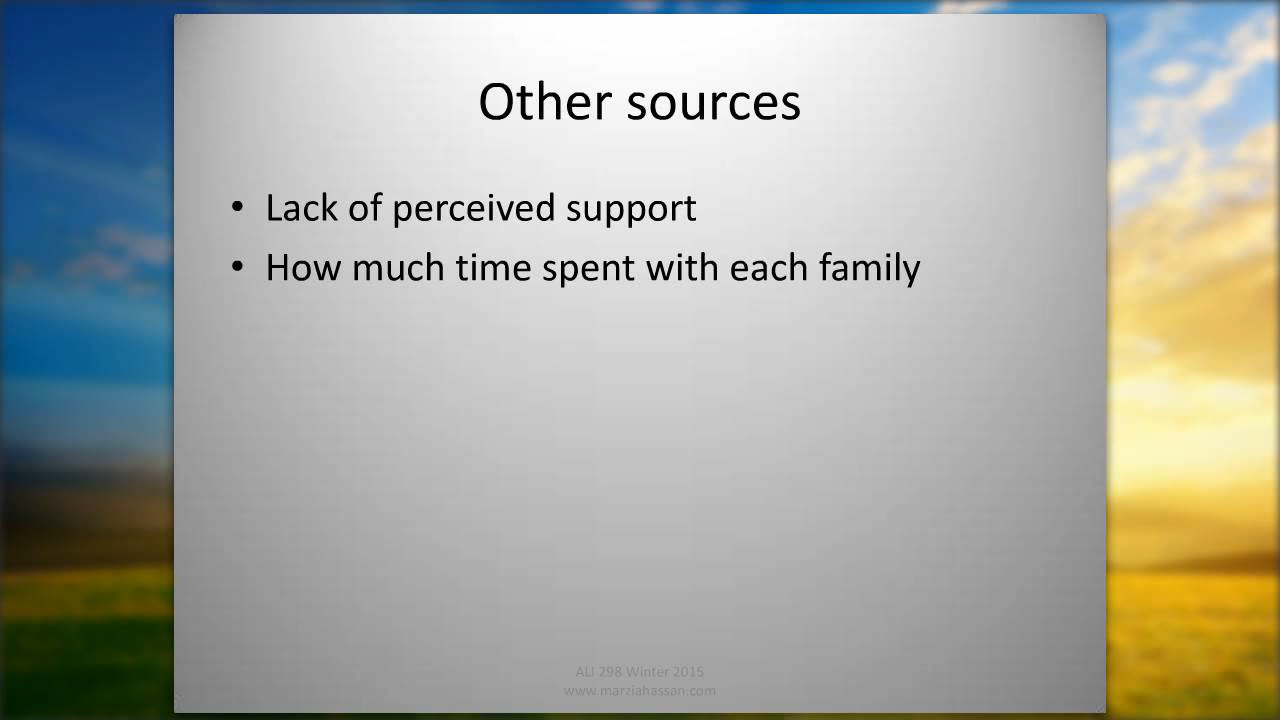 Other sources
• Lack of perceived support
• How much time spent with each family
ALI 298 Winter 2015
www.marziahassan.com